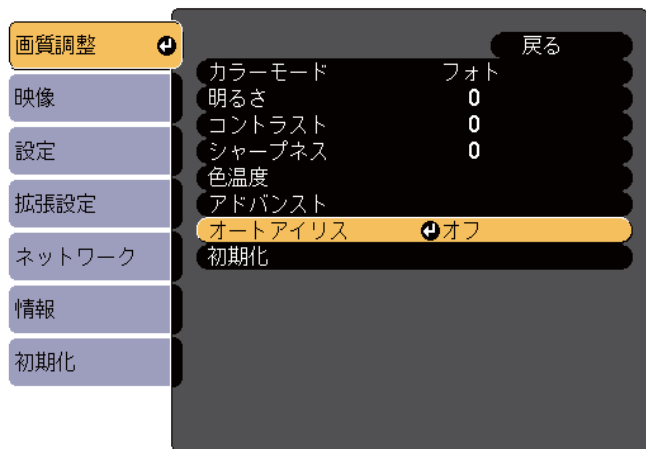 画質調整
映像
設定
拡張設定
ネットワーク
情報
初期化
戻る
カラーモード フォト
明るさ 0
コントラスト 0
シャープネス 0
色温度
アドバンスト
オートアイリス オフ
初期化